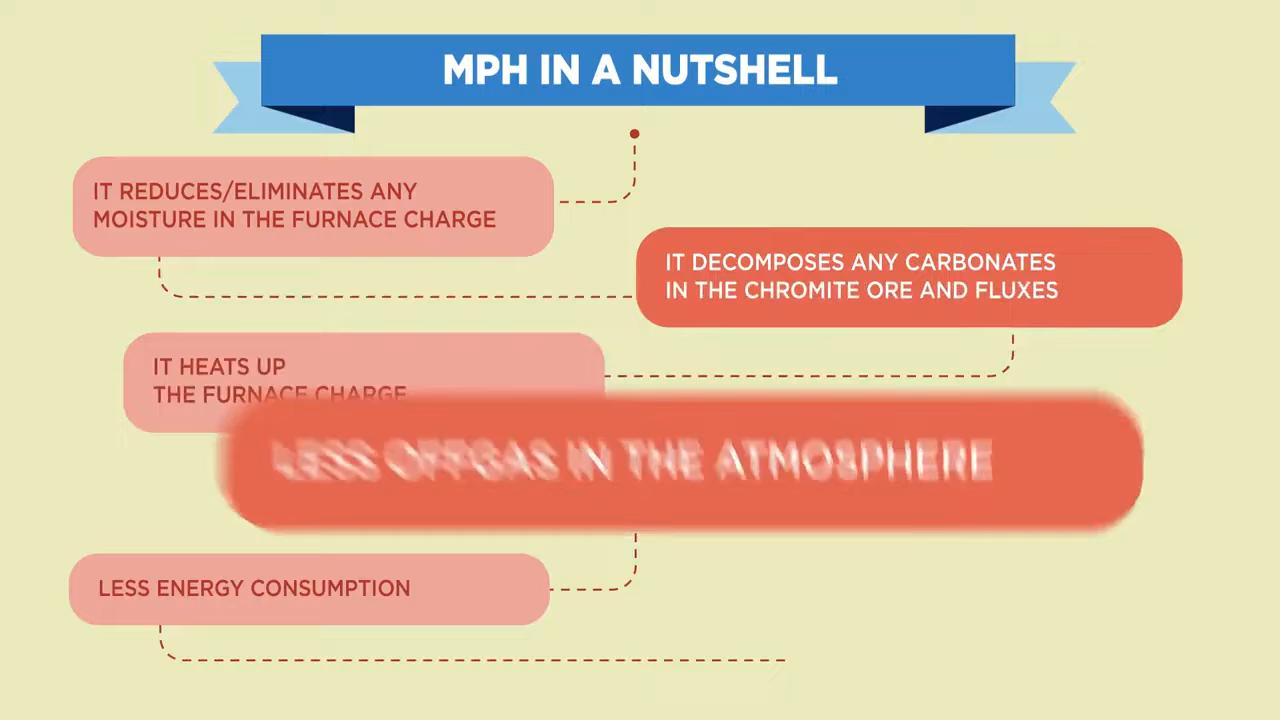 MPH IN A NUTSHELL
IT REDUCES/ELIMINATES ANY
MOISTURE IN THE FURNACE CHARGE
IT DECOMPOSES ANY CARBONATES
IN THE CHROMITE ORE AND FLUXES
IT HEATS UP
THE FURNACE CHARGE
LESS OFFGAS IN THE ATMOSPHERE
LESS ENERGY CONSUMPTION